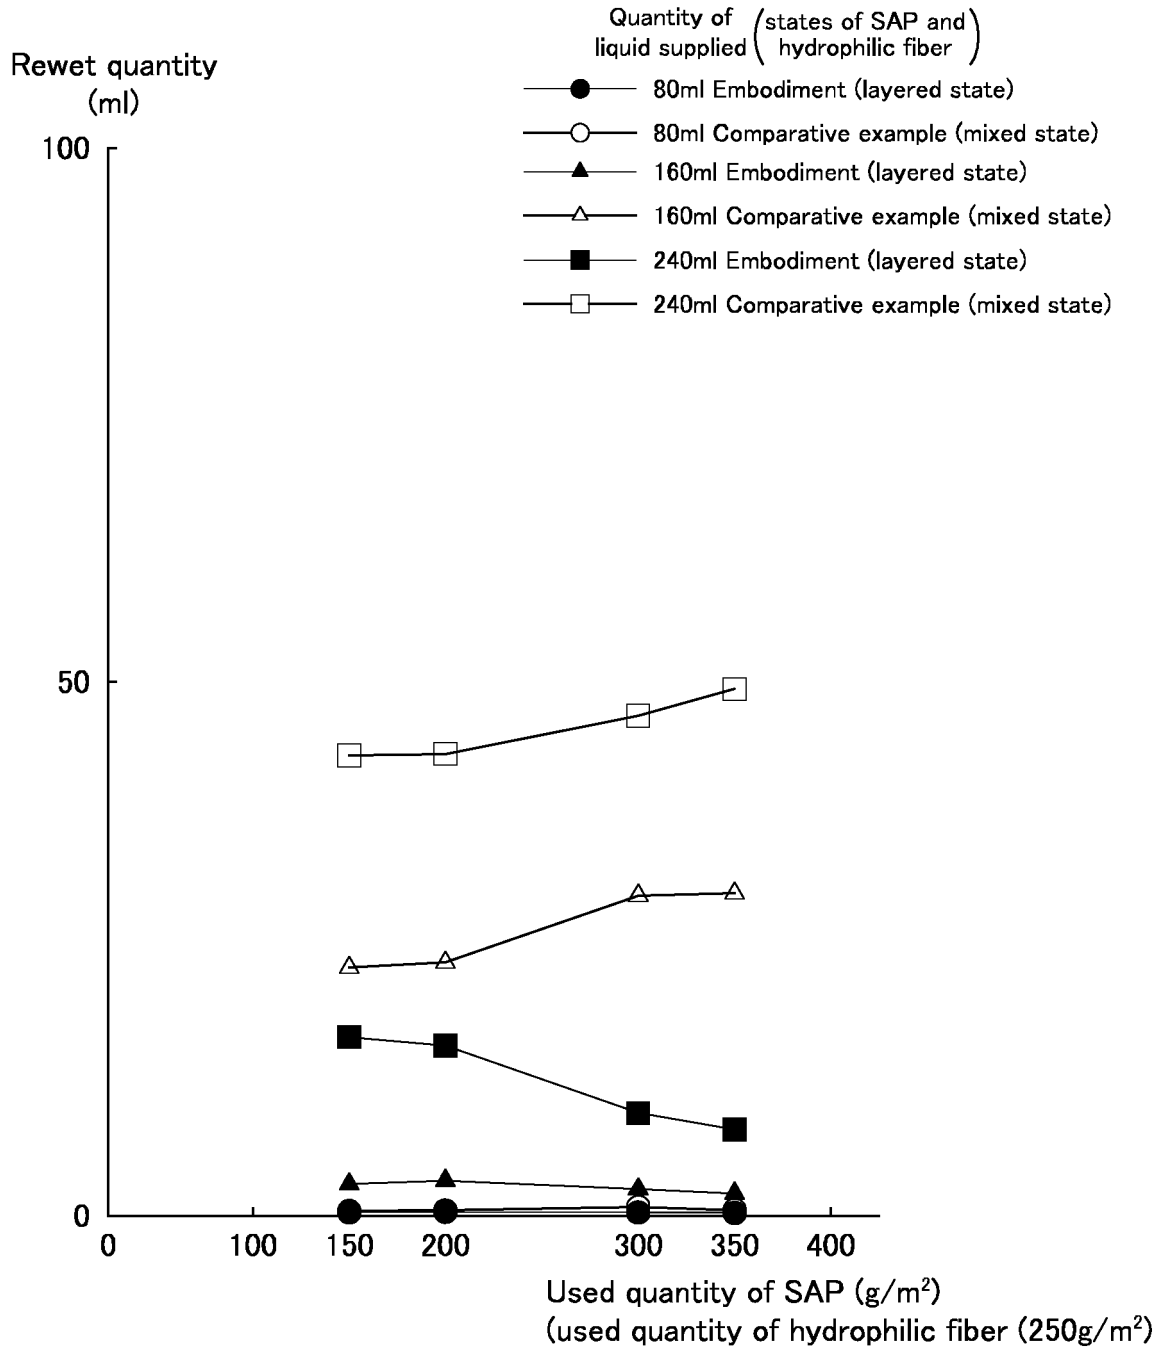 Rewet quantity
(ml)
Quantity of
liquid supplied
(states of SAP and
hydrophilic fiber)
80ml Embodiment (layered state)
80ml Comparative example (mixed state)
160ml Embodiment (layered state)
160ml Comparative example (mixed state)
240ml Embodiment (layered state)
240ml Comparative example (mixed state)
100
50
0
0 100 150 200 300 350 400
Used quantity of SAP (g/m²)
(used quantity of hydrophilic fiber (250g/m²)